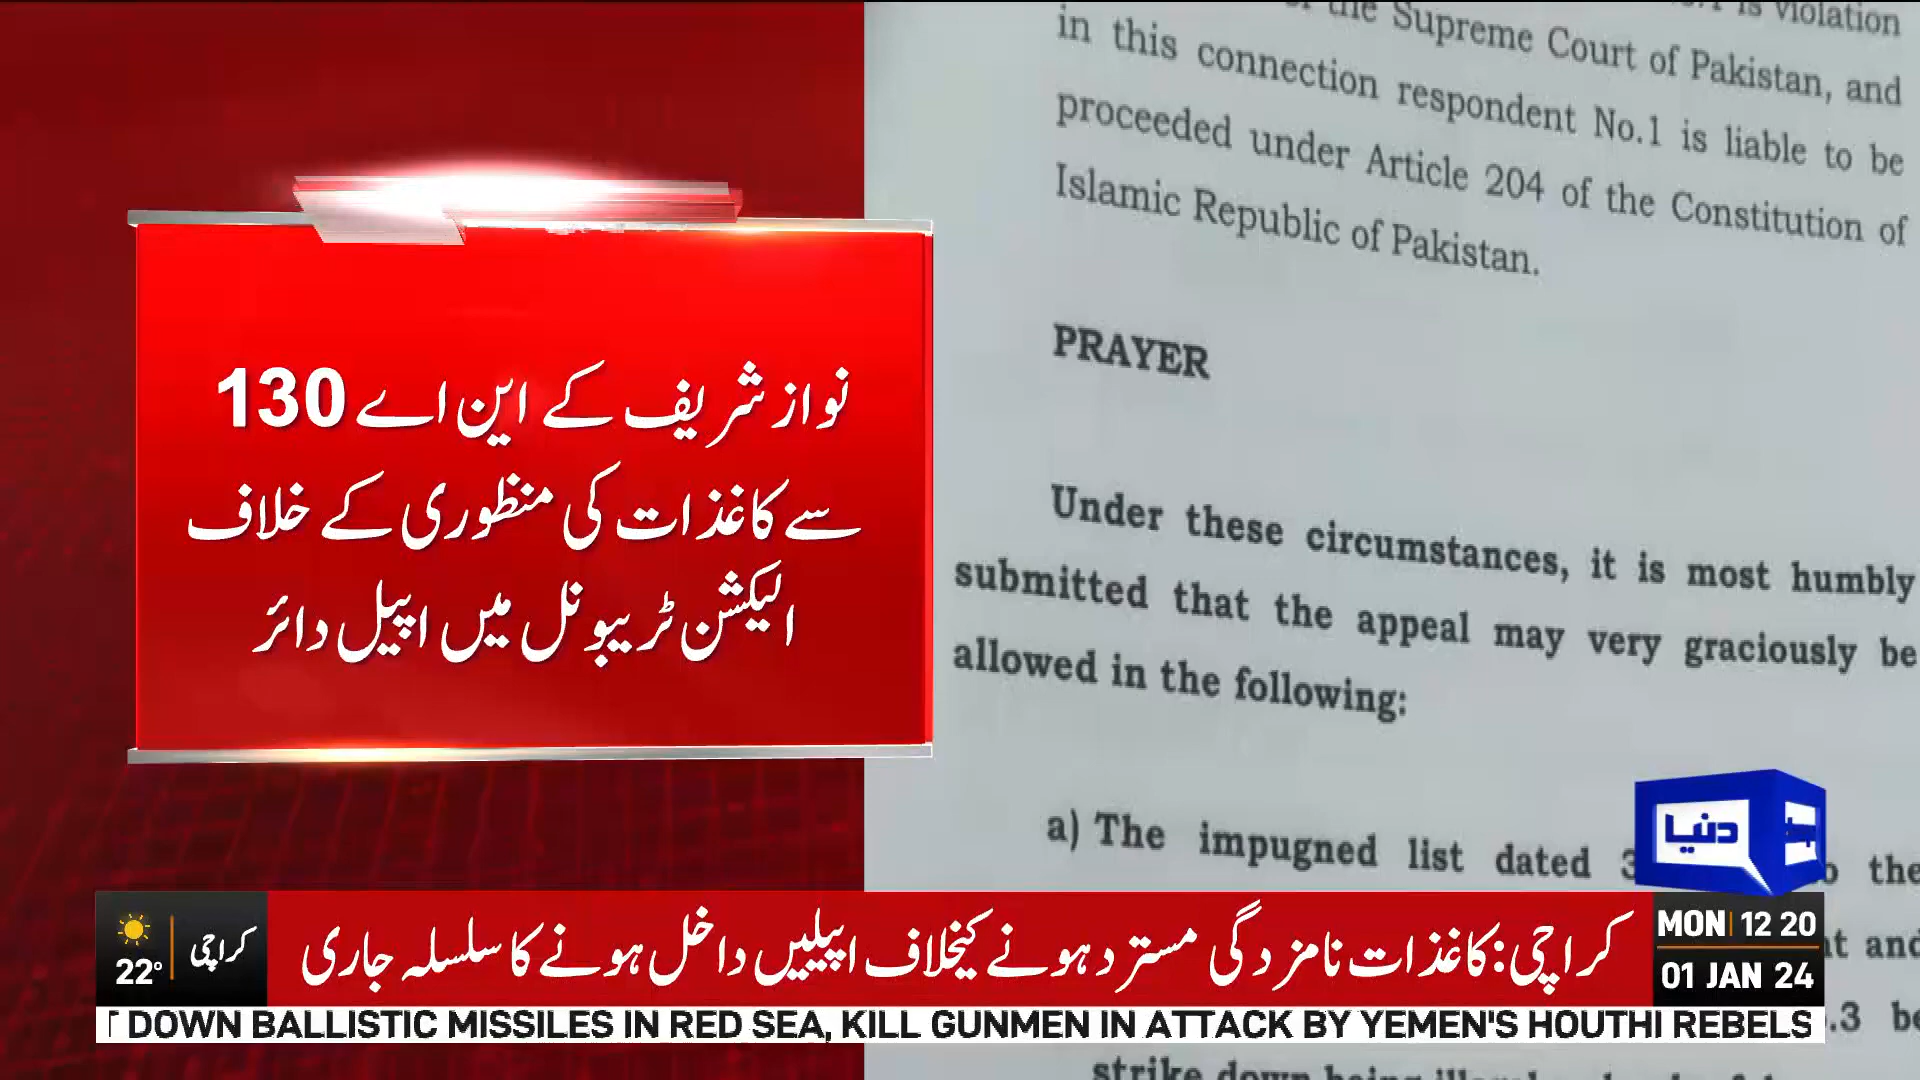 نواز شریف کے این اے 130
سے کاغذات کی منظوری کے خلاف
الیکشن ٹریبونل میں اپیل دائر
the Supreme Court of Pakistan, and
in this connection respondent No.1 is liable to be
proceeded under Article 204 of the Constitution of
Islamic Republic of Pakistan.
PRAYER
Under these circumstances, it is most humbly
submitted that the appeal may very graciously be
allowed in the following:
a) The impugned list dated
the
and
دنیا
کراچی
22°
کراچی: کاغذات نامزدگی مسترد ہونے کیخلاف اپیلیں داخل ہونے کا سلسلہ جاری
MON 12 20
01 JAN 24
DOWN BALLISTIC MISSILES IN RED SEA, KILL GUNMEN IN ATTACK BY YEMEN'S HOUTHI REBELS